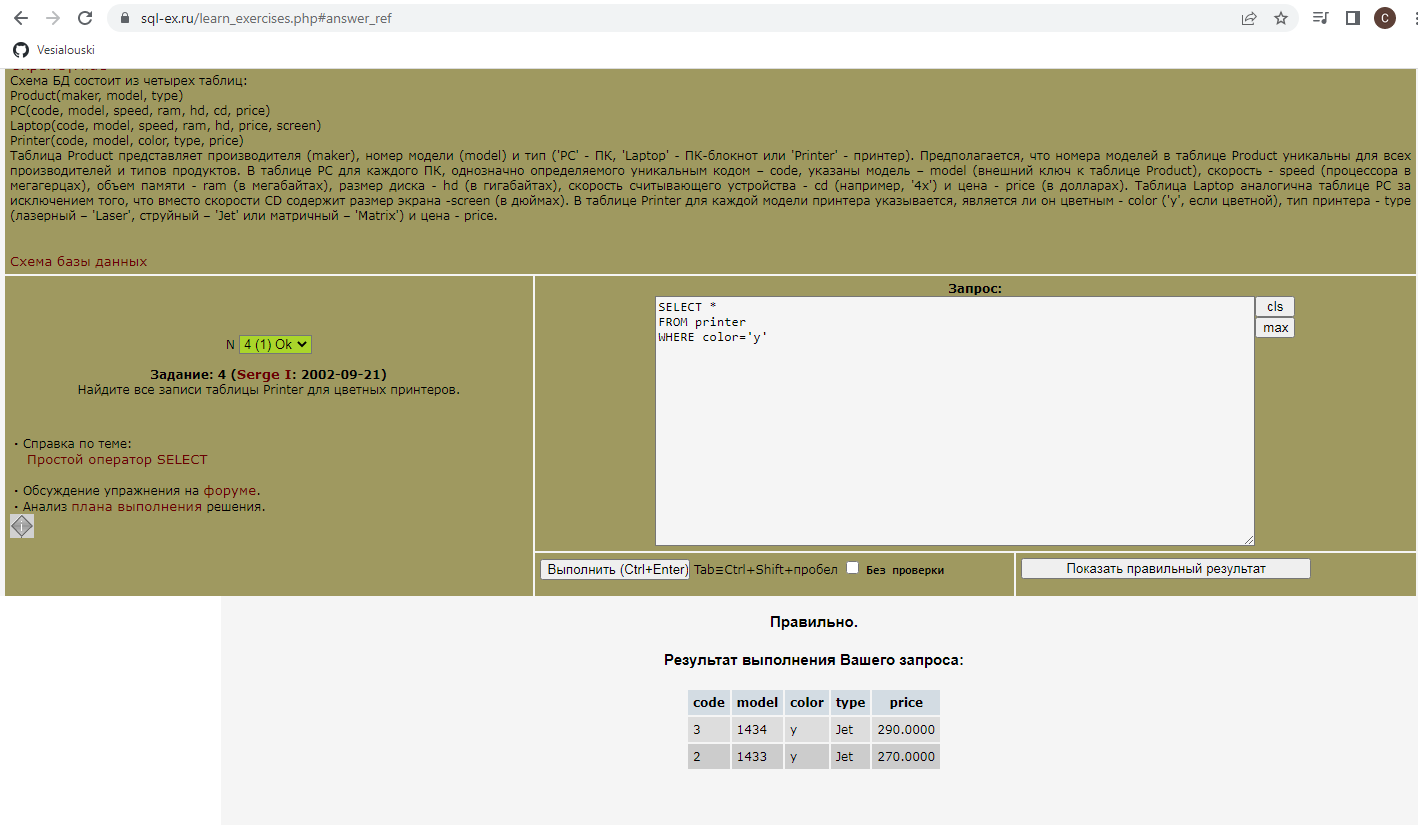 sql-ex.ru/learn_exercises.php#answer_ref
C
Vesialouski
Схема БД состоит из четырех таблиц:
Product(maker, model, type)
PC(code, model, speed, ram, hd, cd, price)
Laptop(code, model, speed, ram, hd, price, screen)
Printer(code, model, color, type, price)
Таблица Product представляет производителя (maker), номер модели (model) и тип ('PC' - ПК, 'Laptop' - ПК-блокнот или 'Printer' - принтер). Предполагается, что номера моделей в таблице Product уникальны для всех
производителей и типов продуктов. В таблице PC для каждого ПК, однозначно определяемого уникальным кодом – code, указаны модель – model (внешний ключ к таблице Product), скорость - speed (процессора в
мегагерцах), объем памяти - ram (в мегабайтах), размер диска - hd (в гигабайтах), скорость считывающего устройства - cd (например, '4x') и цена - price (в долларах). Таблица Laptop аналогична таблице РС за
исключением того, что вместо скорости CD содержит размер экрана -screen (в дюймах). В таблице Printer для каждой модели принтера указывается, является ли он цветным - color ('y', если цветной), тип принтера - type
(лазерный – 'Laser', струйный – 'Jet' или матричный – 'Matrix') и цена - price.
Схема базы данных
N 4 (1) Ok
Задание: 4 (Serge I: 2002-09-21)
Найдите все записи таблицы Printer для цветных принтеров.
• Справка по теме:
Простой оператор SELECT
• Обсуждение упражнения на форуме.
• Анализ плана выполнения решения.
Запрос:
SELECT *
FROM printer
WHERE color='y'
cls
max
Выполнить (Ctrl+Enter) Tab≡Ctrl+Shift+пробел Без проверки
Показать правильный результат
Правильно.
Результат выполнения Вашего запроса:
code model color type price
3 1434 y Jet 290.0000
2 1433 y Jet 270.0000